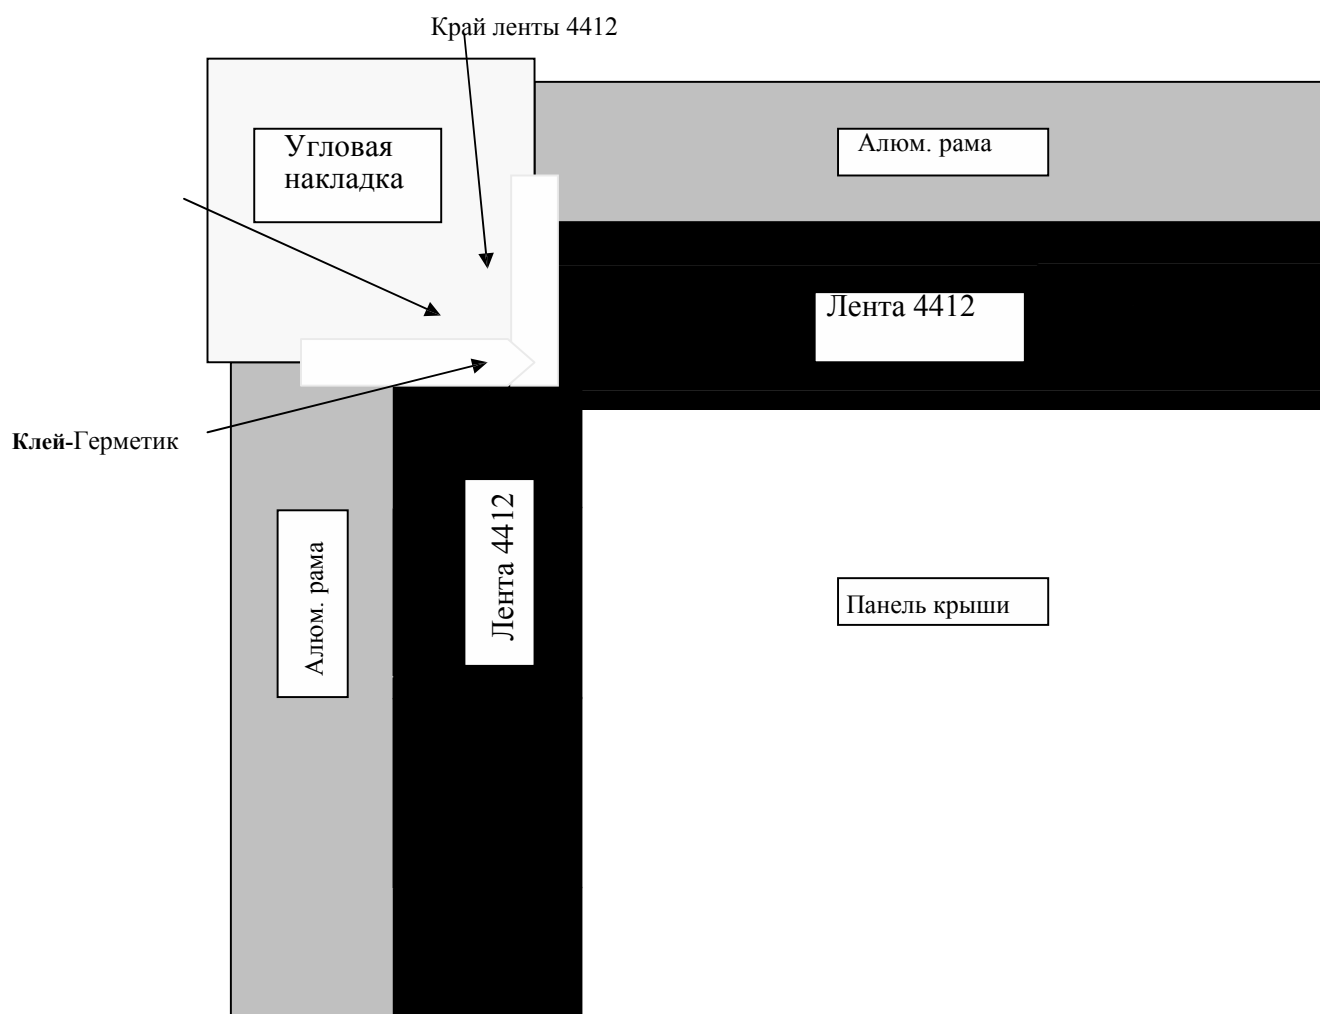 Край ленты 4412
Угловая
накладка
Алюм. рама
Лента 4412
Клей-Герметик
Лента 4412
Алюм. рама
Панель крыши